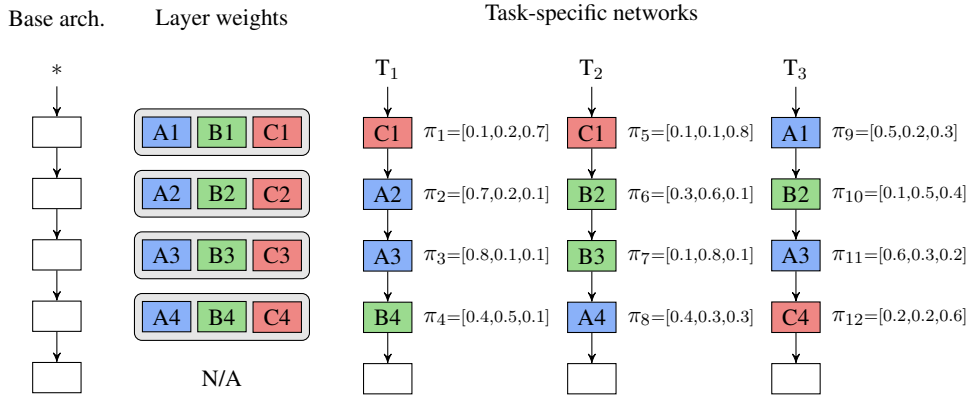 Base arch. Layer weights Task-specific networks
* T₁ T₂ T₃
A1 B1 C1 C1 π₁=[0.1,0.2,0.7] C1 π₅=[0.1,0.1,0.8] A1 π₉=[0.5,0.2,0.3]
A2 B2 C2 A2 π₂=[0.7,0.2,0.1] B2 π₆=[0.3,0.6,0.1] B2 π₁₀=[0.1,0.5,0.4]
A3 B3 C3 A3 π₃=[0.8,0.1,0.1] B3 π₇=[0.1,0.8,0.1] A3 π₁₁=[0.6,0.3,0.2]
A4 B4 C4 B4 π₄=[0.4,0.5,0.1] A4 π₈=[0.4,0.3,0.3] C4 π₁₂=[0.2,0.2,0.6]
N/A